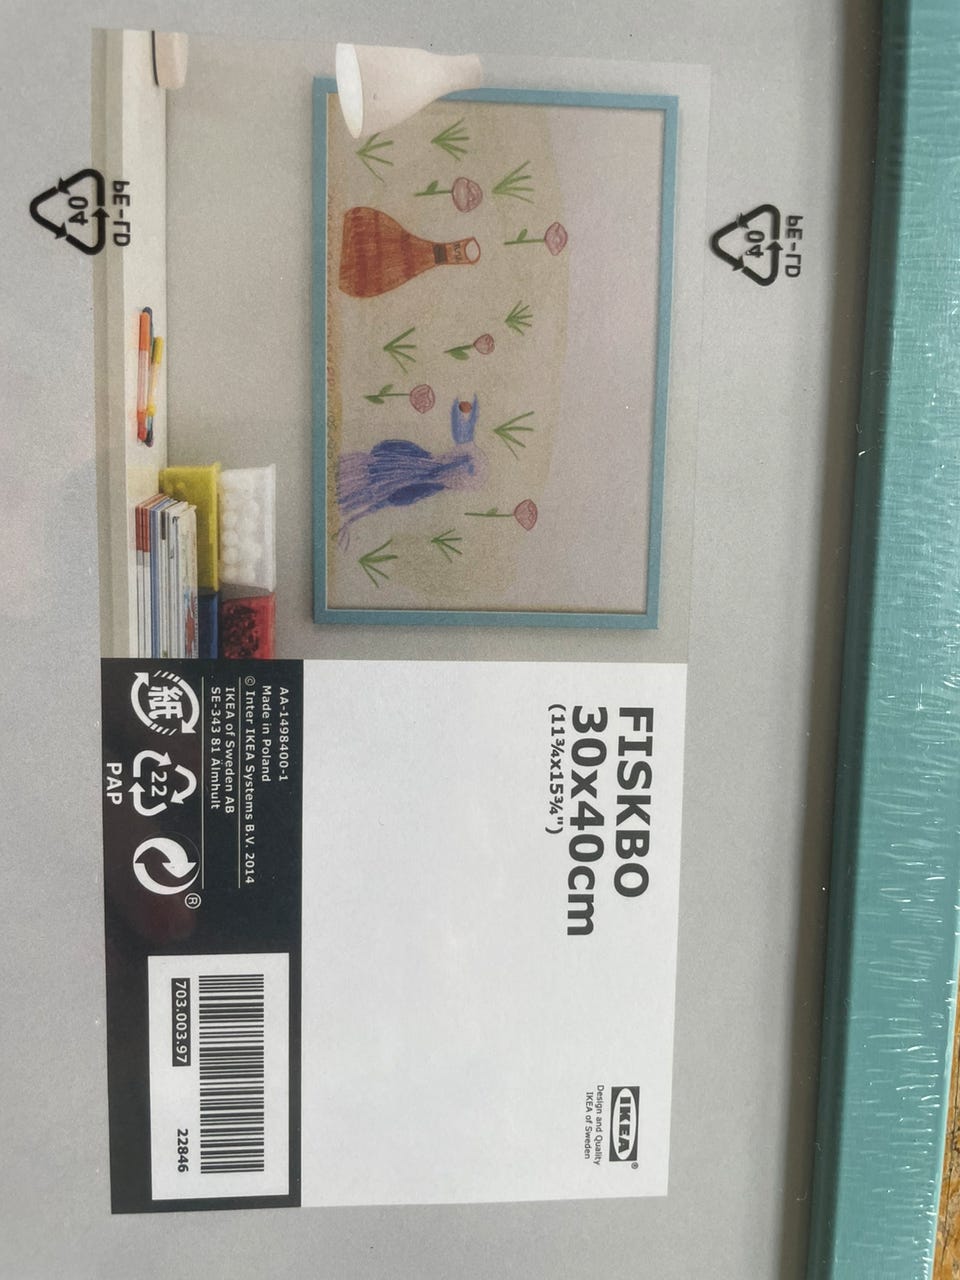 FISKBO
30x40cm
(11¾x15¾")
IKEA®
Design and Quality
IKEA of Sweden
AA-1498400-1
Made in Poland
© Inter IKEA Systems B.V. 2014
IKEA of Sweden AB
SE-343 81 Älmhult
紙
22
PAP
®
703.003.97
22846
04
PE-LD
04
PE-LD